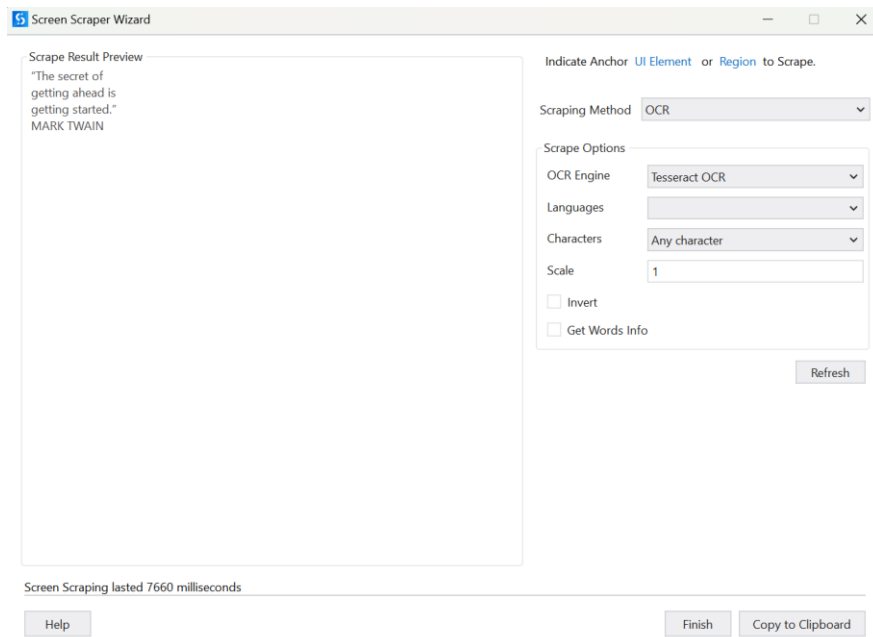 Screen Scraper Wizard
Scrape Result Preview
“The secret of
getting ahead is
getting started.”
MARK TWAIN
Indicate Anchor UI Element or Region to Scrape.
Scraping Method OCR
Scrape Options
OCR Engine Tesseract OCR
Languages
Characters Any character
Scale 1
Invert
Get Words Info
Refresh
Screen Scraping lasted 7660 milliseconds
Help Finish Copy to Clipboard